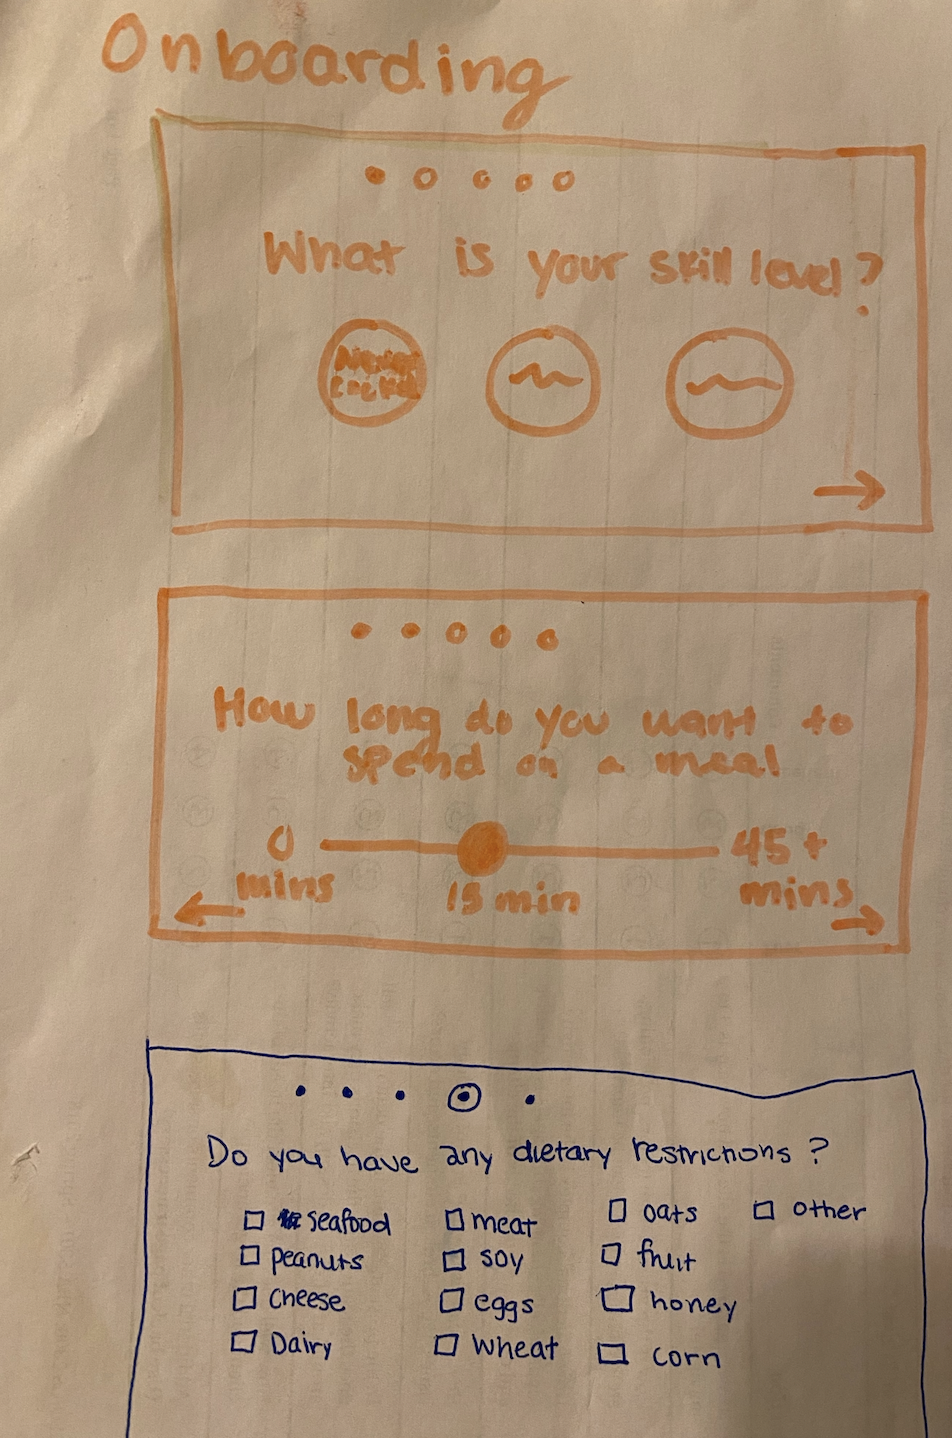 Onboarding
What is your skill level?
Never
cooked
How long do you want to
spend on a meal
0 45+
mins 15 min mins
Do you have any dietary restrictions?
seafood meat oats other
peanuts soy fruit
cheese eggs honey
Dairy wheat corn